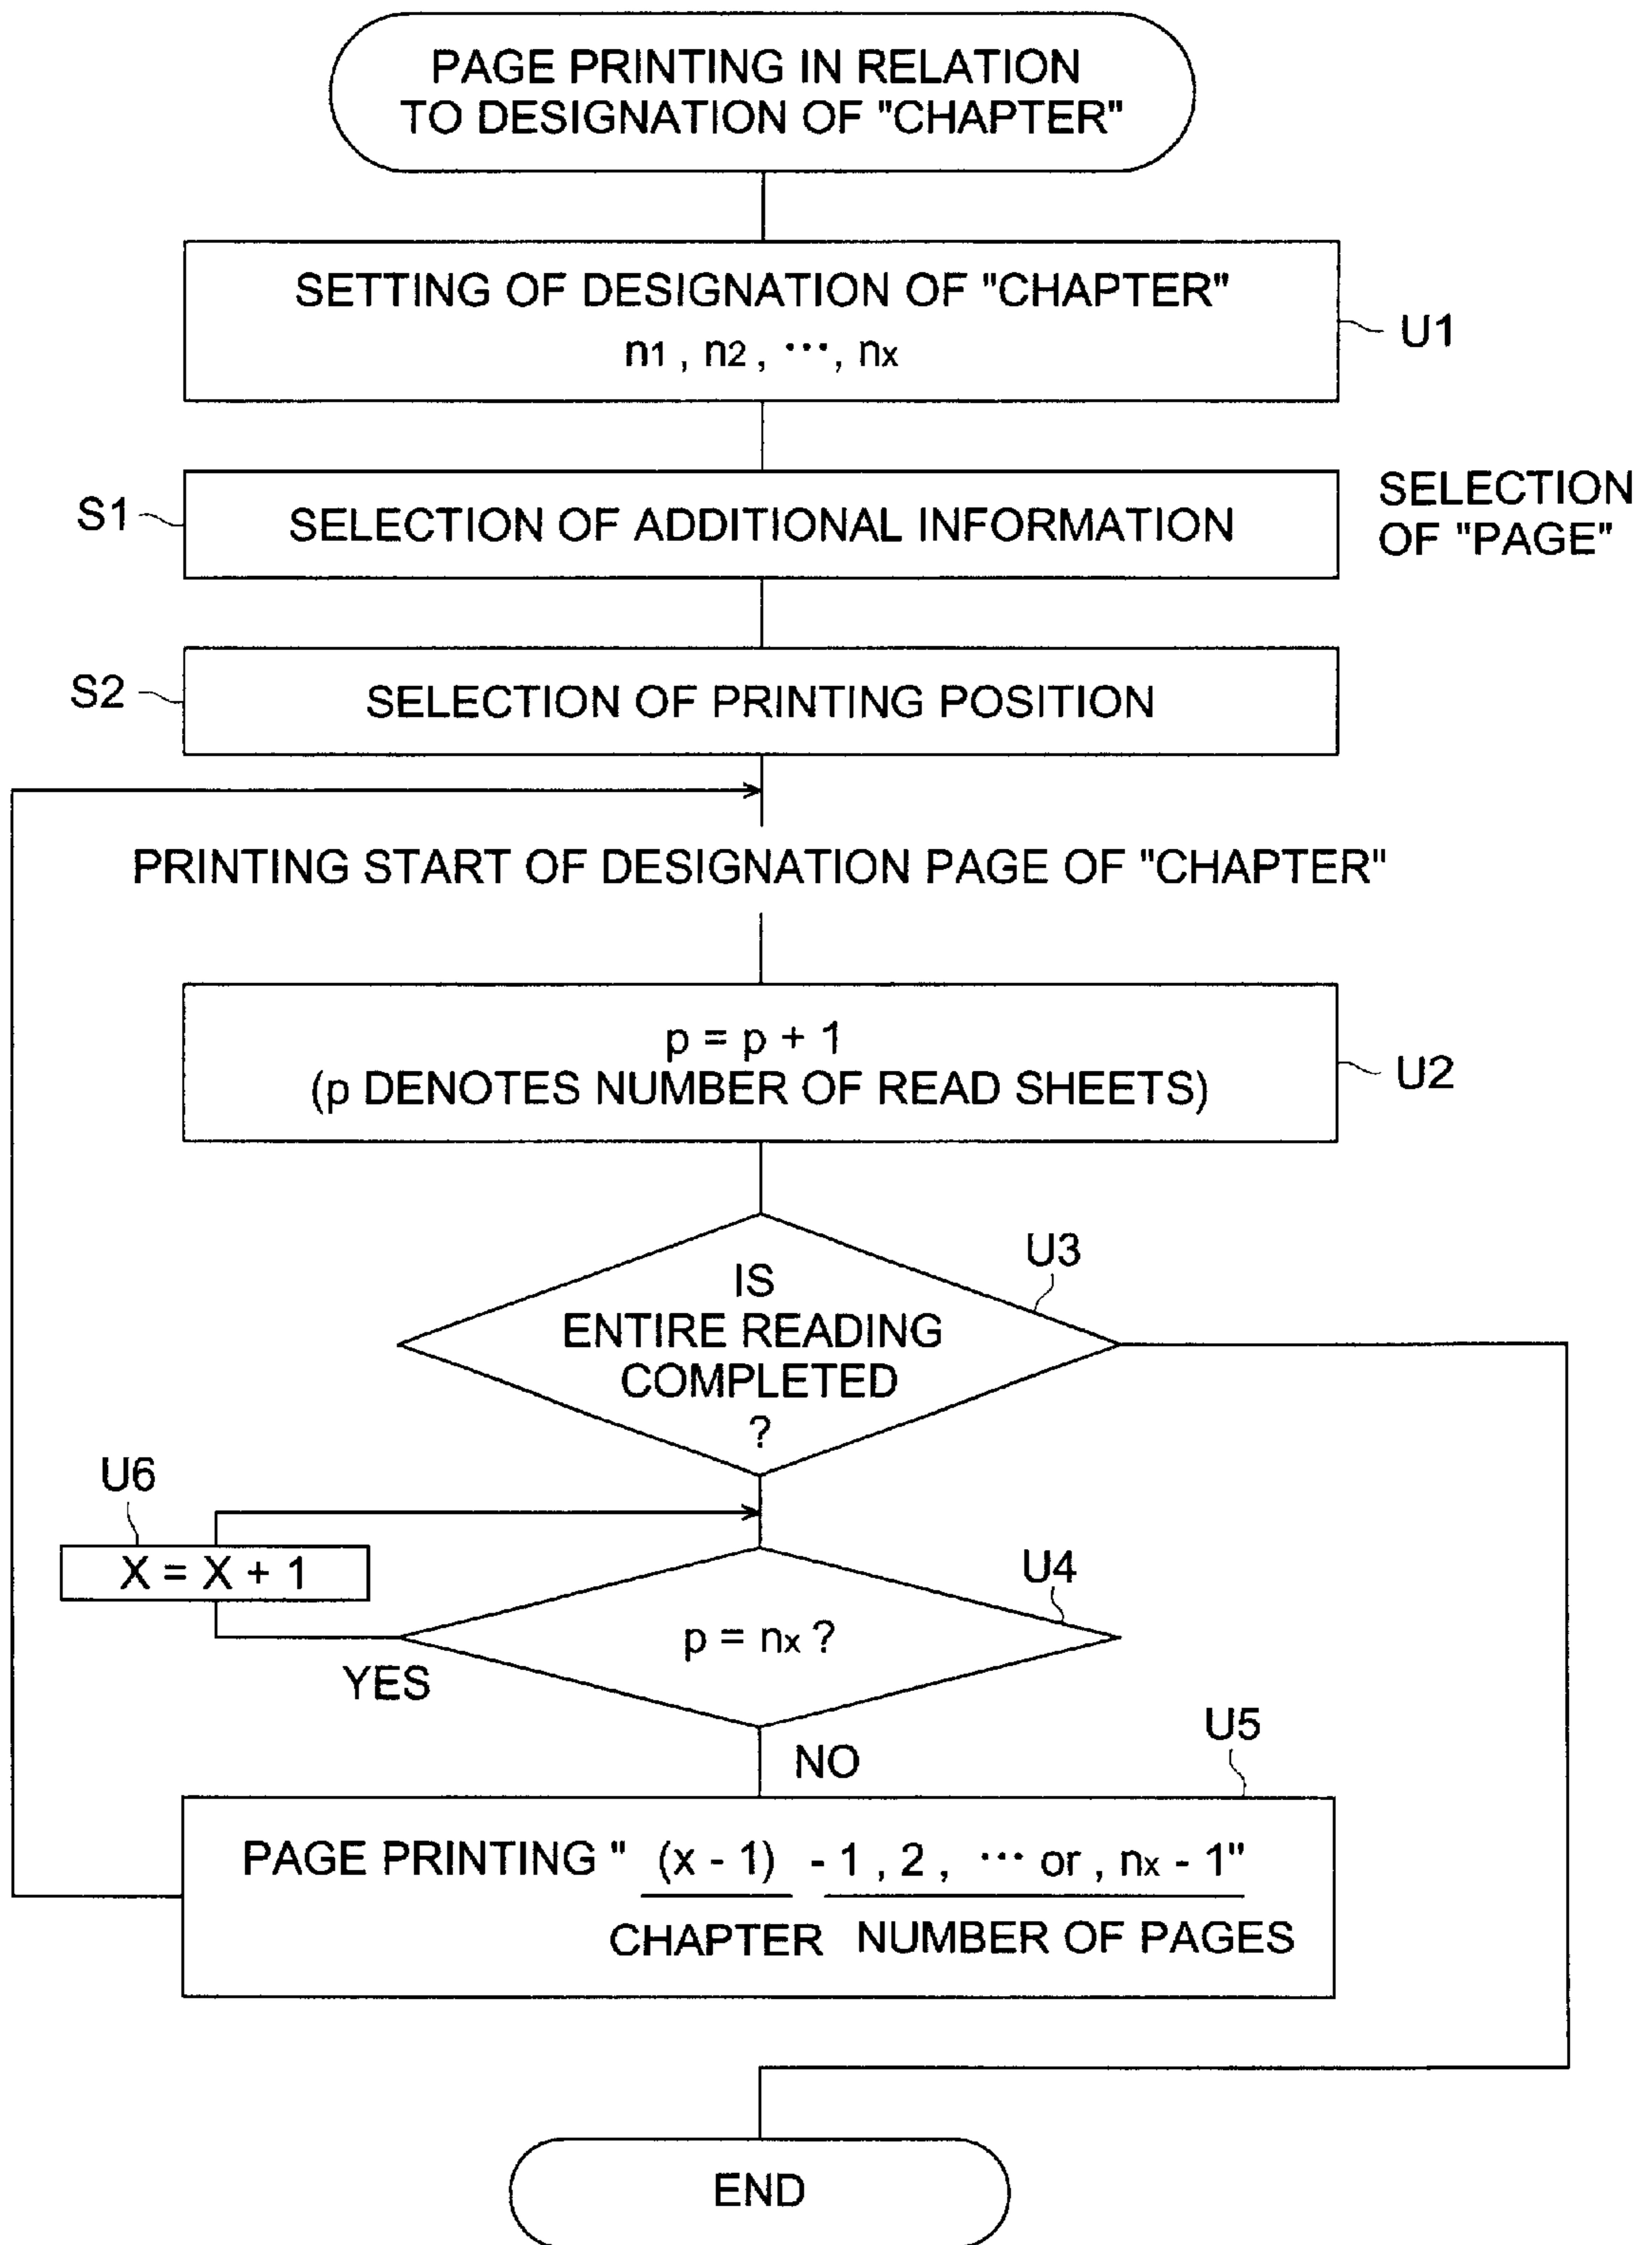 PAGE PRINTING IN RELATION
TO DESIGNATION OF "CHAPTER"
SETTING OF DESIGNATION OF "CHAPTER"
n1 , n2 , ···, nx
U1
S1
SELECTION OF ADDITIONAL INFORMATION
SELECTION
OF "PAGE"
S2
SELECTION OF PRINTING POSITION
PRINTING START OF DESIGNATION PAGE OF "CHAPTER"
p = p + 1
(p DENOTES NUMBER OF READ SHEETS)
U2
U3
IS
ENTIRE READING
COMPLETED
?
U6
X = X + 1
U4
p = nx ?
YES
NO
U5
PAGE PRINTING " (x - 1) - 1 , 2 , ··· or , nx - 1"
CHAPTER NUMBER OF PAGES
END